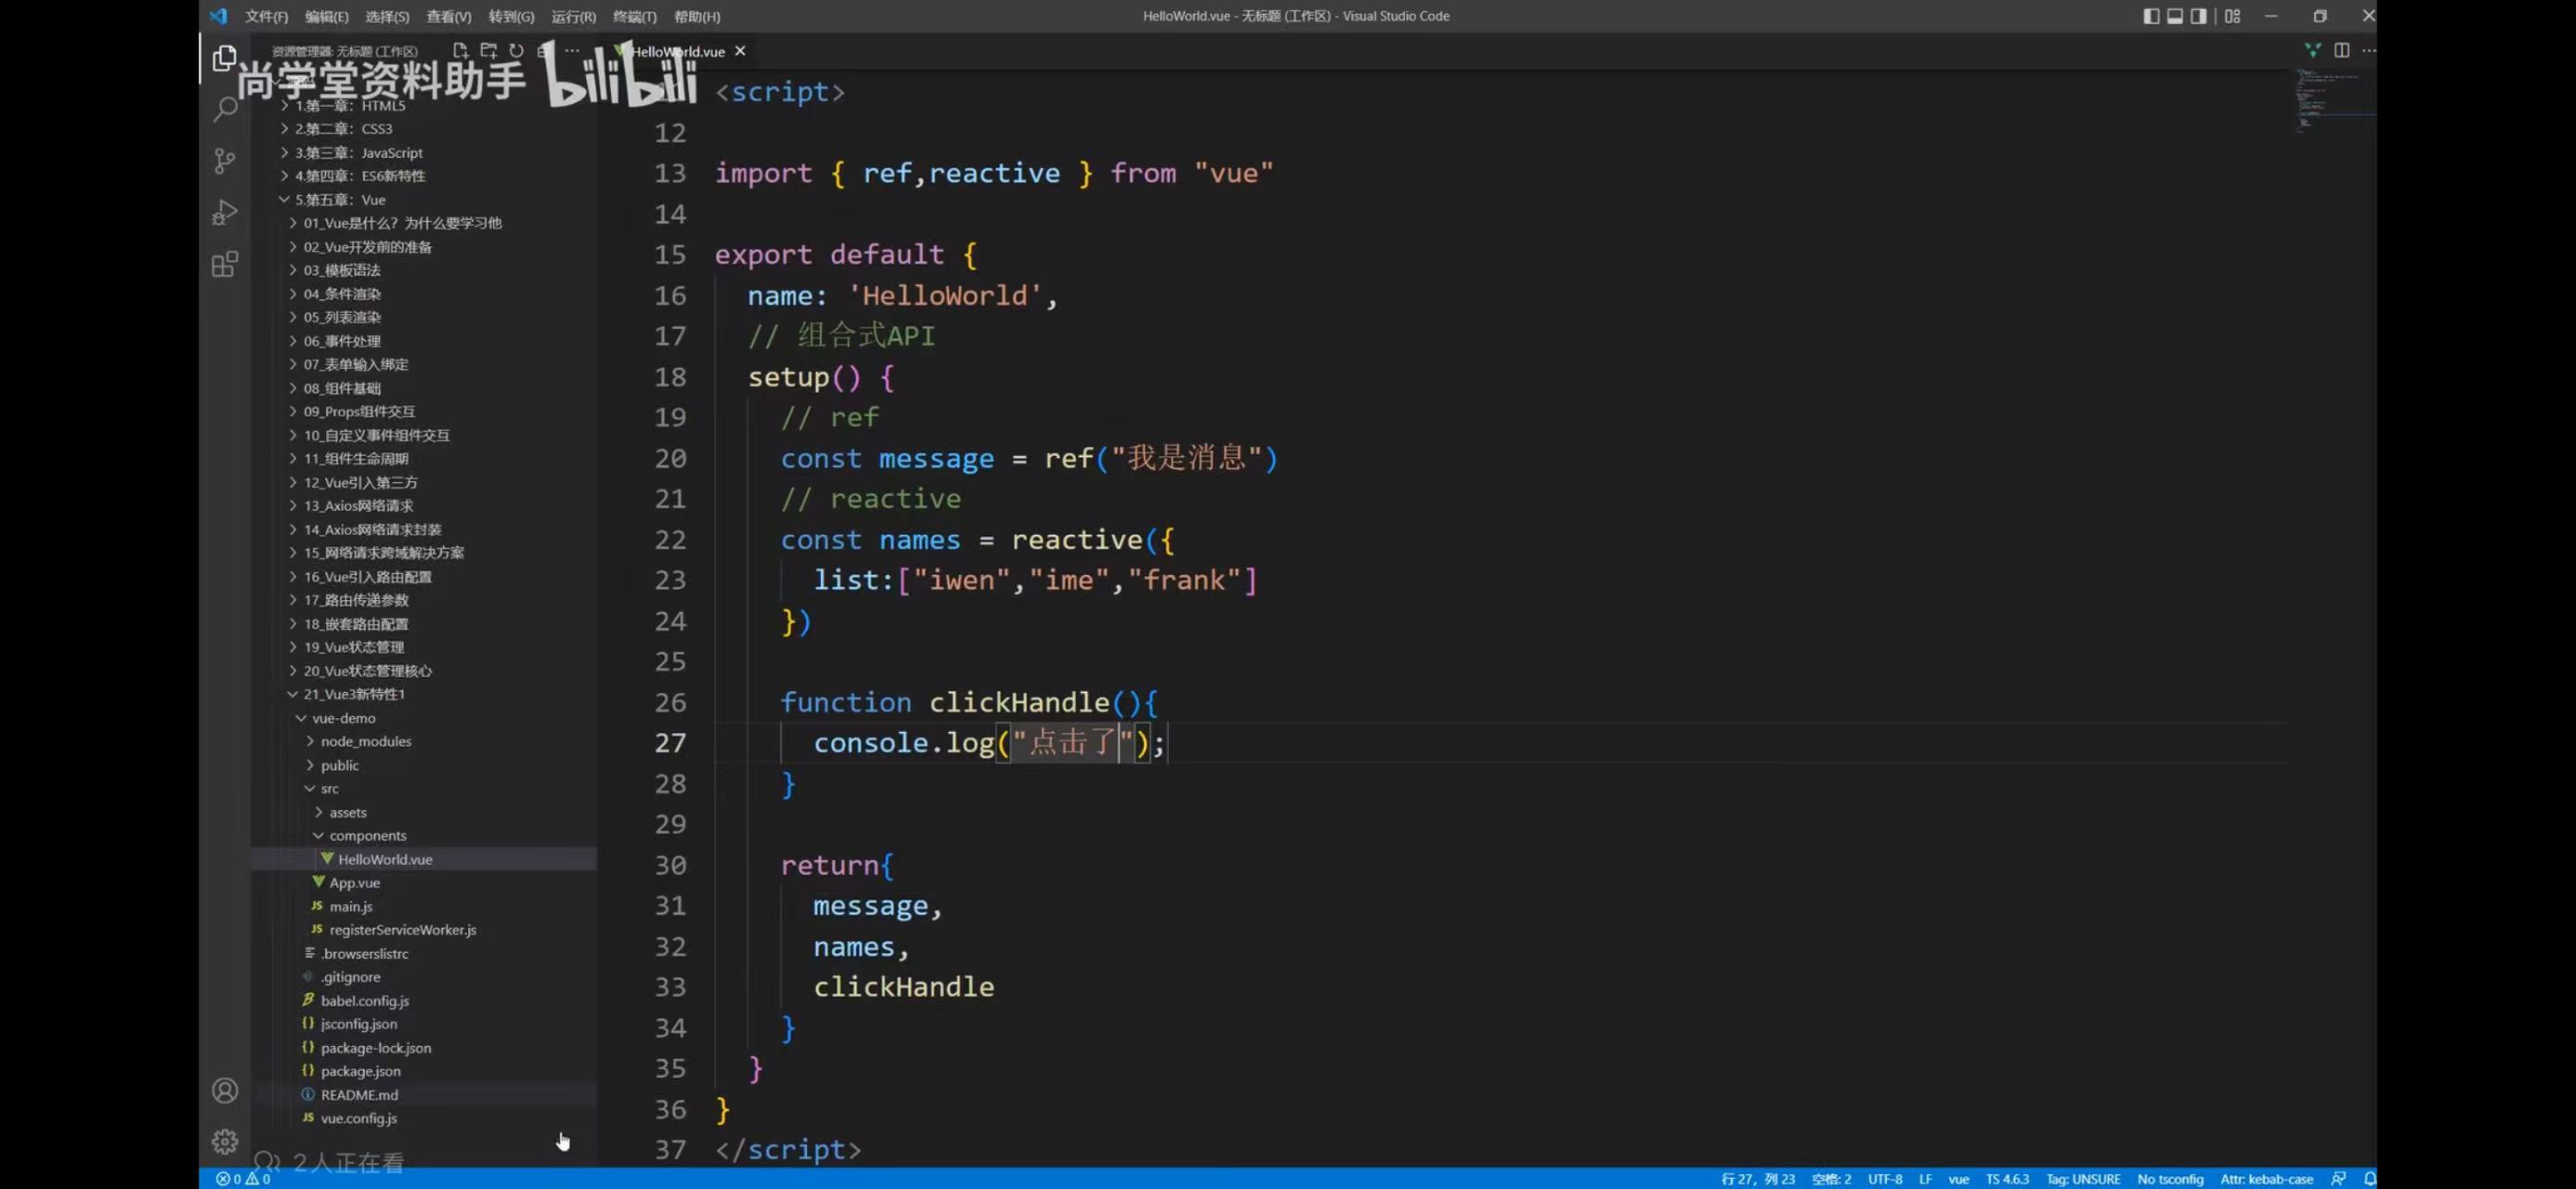 文件(F) 编辑(E) 选择(S) 查看(V) 转到(G) 运行(R) 终端(T) 帮助(H)
HelloWorld.vue - 无标题 (工作区) - Visual Studio Code
资源管理器: 无标题 (工作区)
HelloWorld.vue
尚学堂资料助手 bilibili
1.第一章：HTML5
2.第二章：CSS3
3.第三章：JavaScript
4.第四章：ES6新特性
5.第五章：Vue
01_Vue是什么？为什么要学习他
02_Vue开发前的准备
03_模板语法
04_条件渲染
05_列表渲染
06_事件处理
07_表单输入绑定
08_组件基础
09_Props组件交互
10_自定义事件组件交互
11_组件生命周期
12_Vue引入第三方
13_Axios网络请求
14_Axios网络请求封装
15_网络请求跨域解决方案
16_Vue引入路由配置
17_路由传递参数
18_嵌套路由配置
19_Vue状态管理
20_Vue状态管理核心
21_Vue3新特性1
vue-demo
node_modules
public
src
assets
components
HelloWorld.vue
App.vue
JS main.js
JS registerServiceWorker.js
.browserslistrc
.gitignore
babel.config.js
{} jsconfig.json
{} package-lock.json
{} package.json
README.md
JS vue.config.js
2人正在看
<script>
12
13 import { ref,reactive } from "vue"
14
15 export default {
16 name: 'HelloWorld',
17 // 组合式API
18 setup() {
19 // ref
20 const message = ref("我是消息")
21 // reactive
22 const names = reactive({
23 list:["iwen","ime","frank"]
24 })
25
26 function clickHandle(){
27 console.log("点击了");
28 }
29
30 return{
31 message,
32 names,
33 clickHandle
34 }
35 }
36 }
37 </script>
0 0
行 27，列 23 空格: 2 UTF-8 LF vue TS 4.6.3 Tag: UNSURE No tsconfig Attr: kebab-case